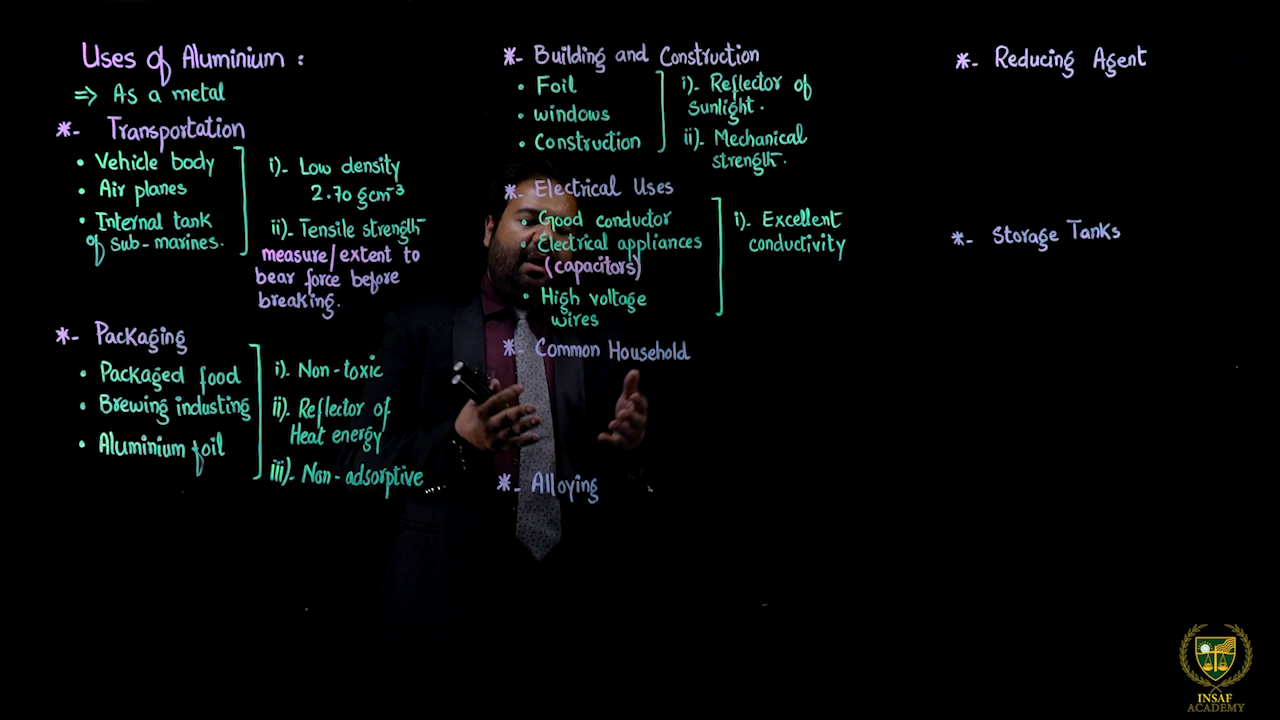 Uses of Aluminium :
⇒ As a metal
*- Transportation
• Vehicle body
• Air planes
• Internal tank
of sub-marines.
i)- Low density
2.70 gcm⁻³
ii)- Tensile strength
measure/extent to
bear force before
breaking.
*- Packaging
• Packaged food
• Brewing industing
• Aluminium foil
i)- Non-toxic
ii)- Reflector of
Heat energy
iii)- Non-adsorptive
*- Building and Construction
• Foil
• windows
• Construction
i)- Reflector of
Sunlight.
ii)- Mechanical
strength.
*- Electrical Uses
• Good conductor
• Electrical appliances
(capacitors)
• High voltage
wires
i)- Excellent
conductivity
*- Common Household
*- Alloying
*- Reducing Agent
*- Storage Tanks
INSAF
ACADEMY